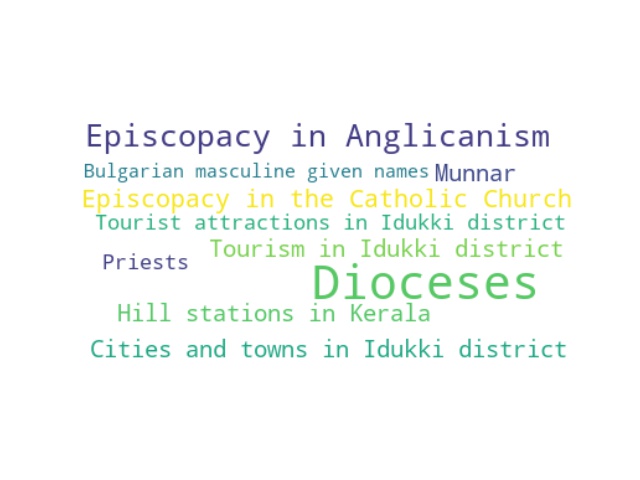 Episcopacy in Anglicanism
Bulgarian masculine given names
Munnar
Episcopacy in the Catholic Church
Tourist attractions in Idukki district
Tourism in Idukki district
Priests
Dioceses
Hill stations in Kerala
Cities and towns in Idukki district